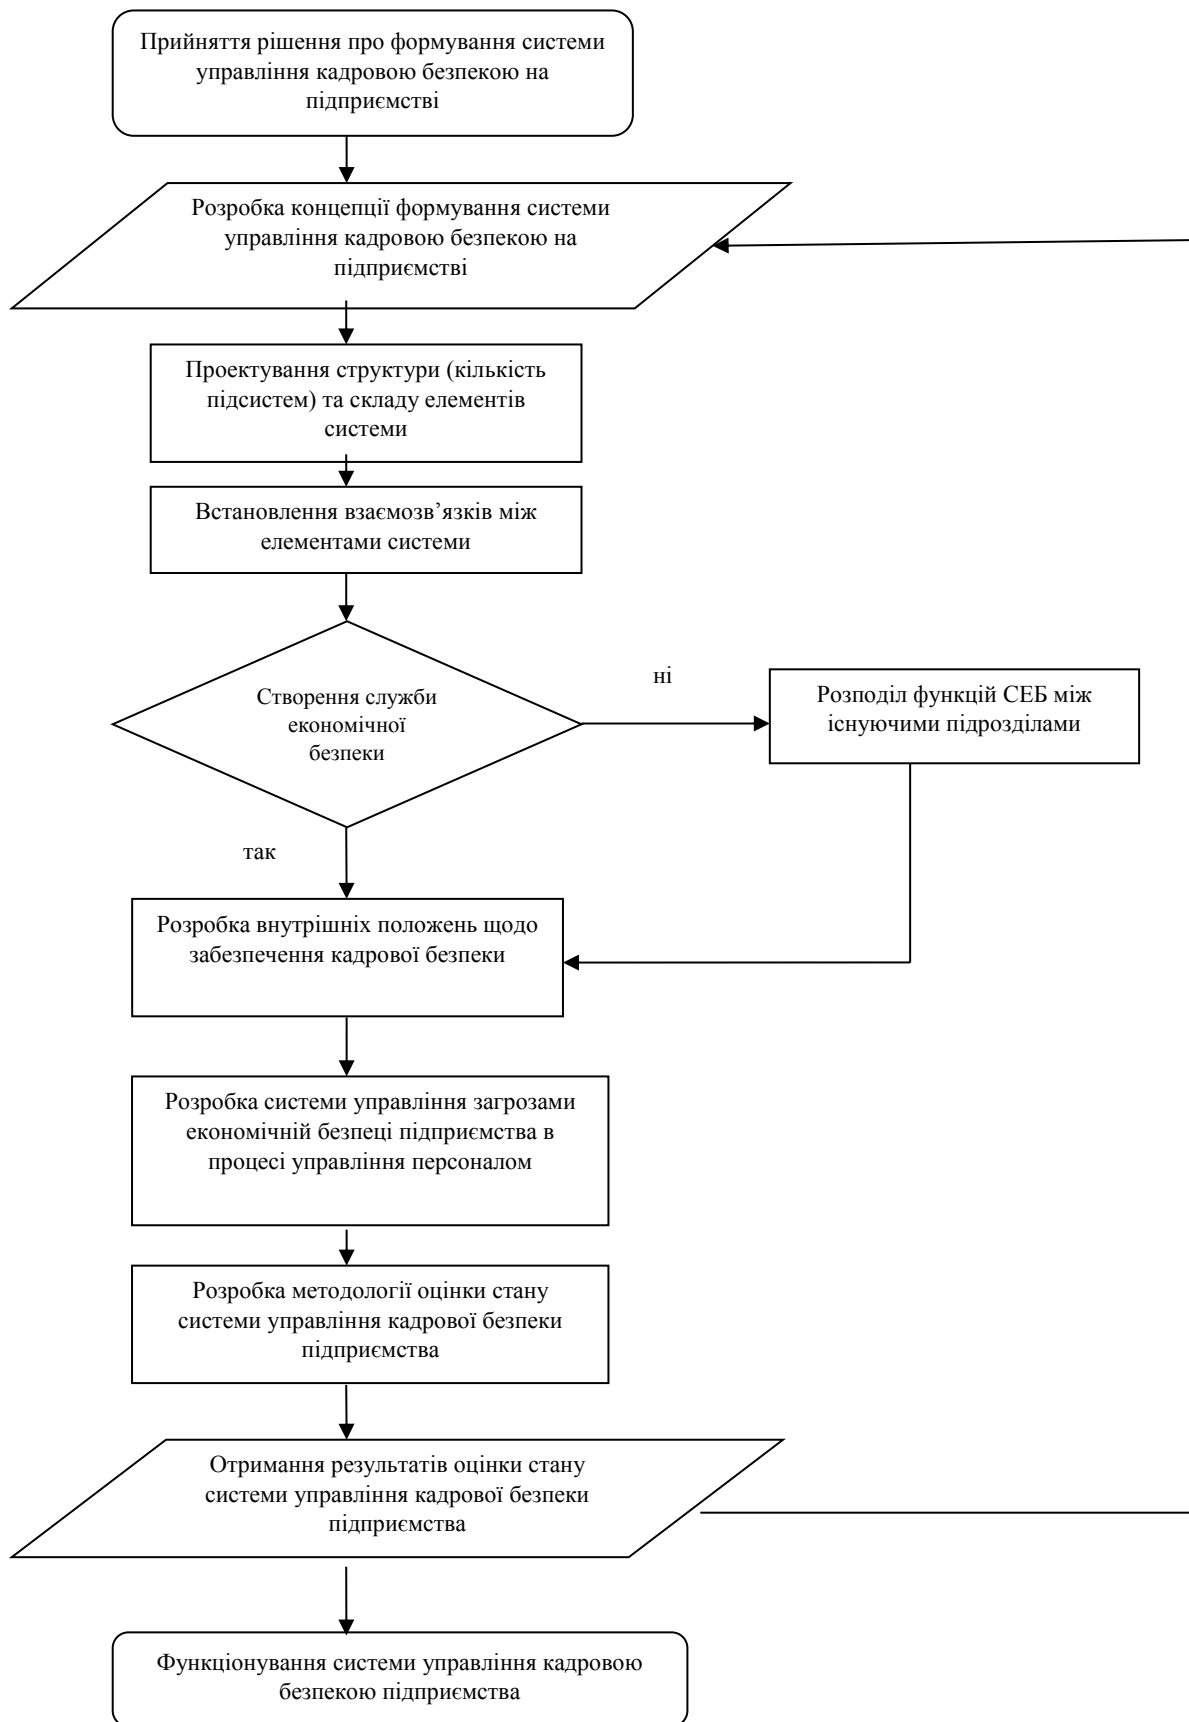 Прийняття рішення про формування системи
управління кадровою безпекою на
підприємстві
Розробка концепції формування системи
управління кадровою безпекою на
підприємстві
Проектування структури (кількість
підсистем) та складу елементів
системи
Встановлення взаємозв’язків між
елементами системи
Створення служби
економічної
безпеки
ні
Розподіл функцій СЕБ між
існуючими підрозділами
так
Розробка внутрішніх положень щодо
забезпечення кадрової безпеки
Розробка системи управління загрозами
економічній безпеці підприємства в
процесі управління персоналом
Розробка методології оцінки стану
системи управління кадрової безпеки
підприємства
Отримання результатів оцінки стану
системи управління кадрової безпеки
підприємства
Функціонування системи управління кадровою
безпекою підприємства